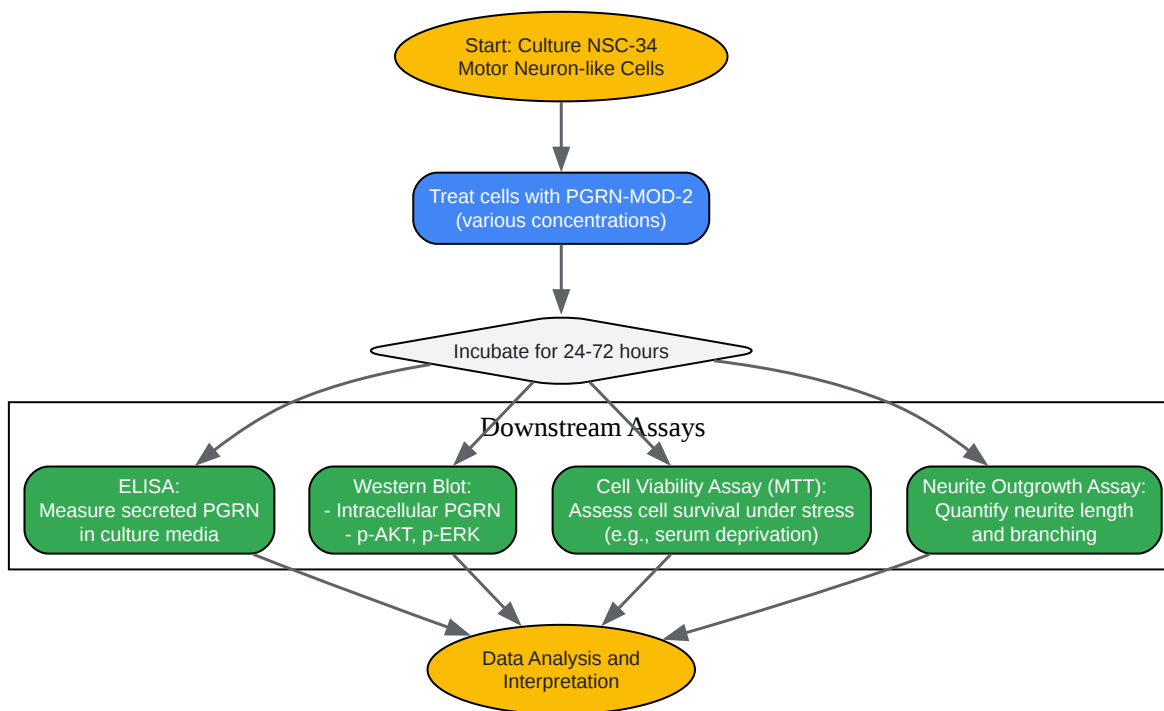 Start: Culture NSC-34
Motor Neuron-like Cells
Treat cells with PGRN-MOD-2
(various concentrations)
Incubate for 24-72 hours
Downstream Assays
ELISA:
Measure secreted PGRN
in culture media
Western Blot:
- Intracellular PGRN
- p-AKT, p-ERK
Cell Viability Assay (MTT):
Assess cell survival under stress
(e.g., serum deprivation)
Neurite Outgrowth Assay:
Quantify neurite length
and branching
Data Analysis and
Interpretation